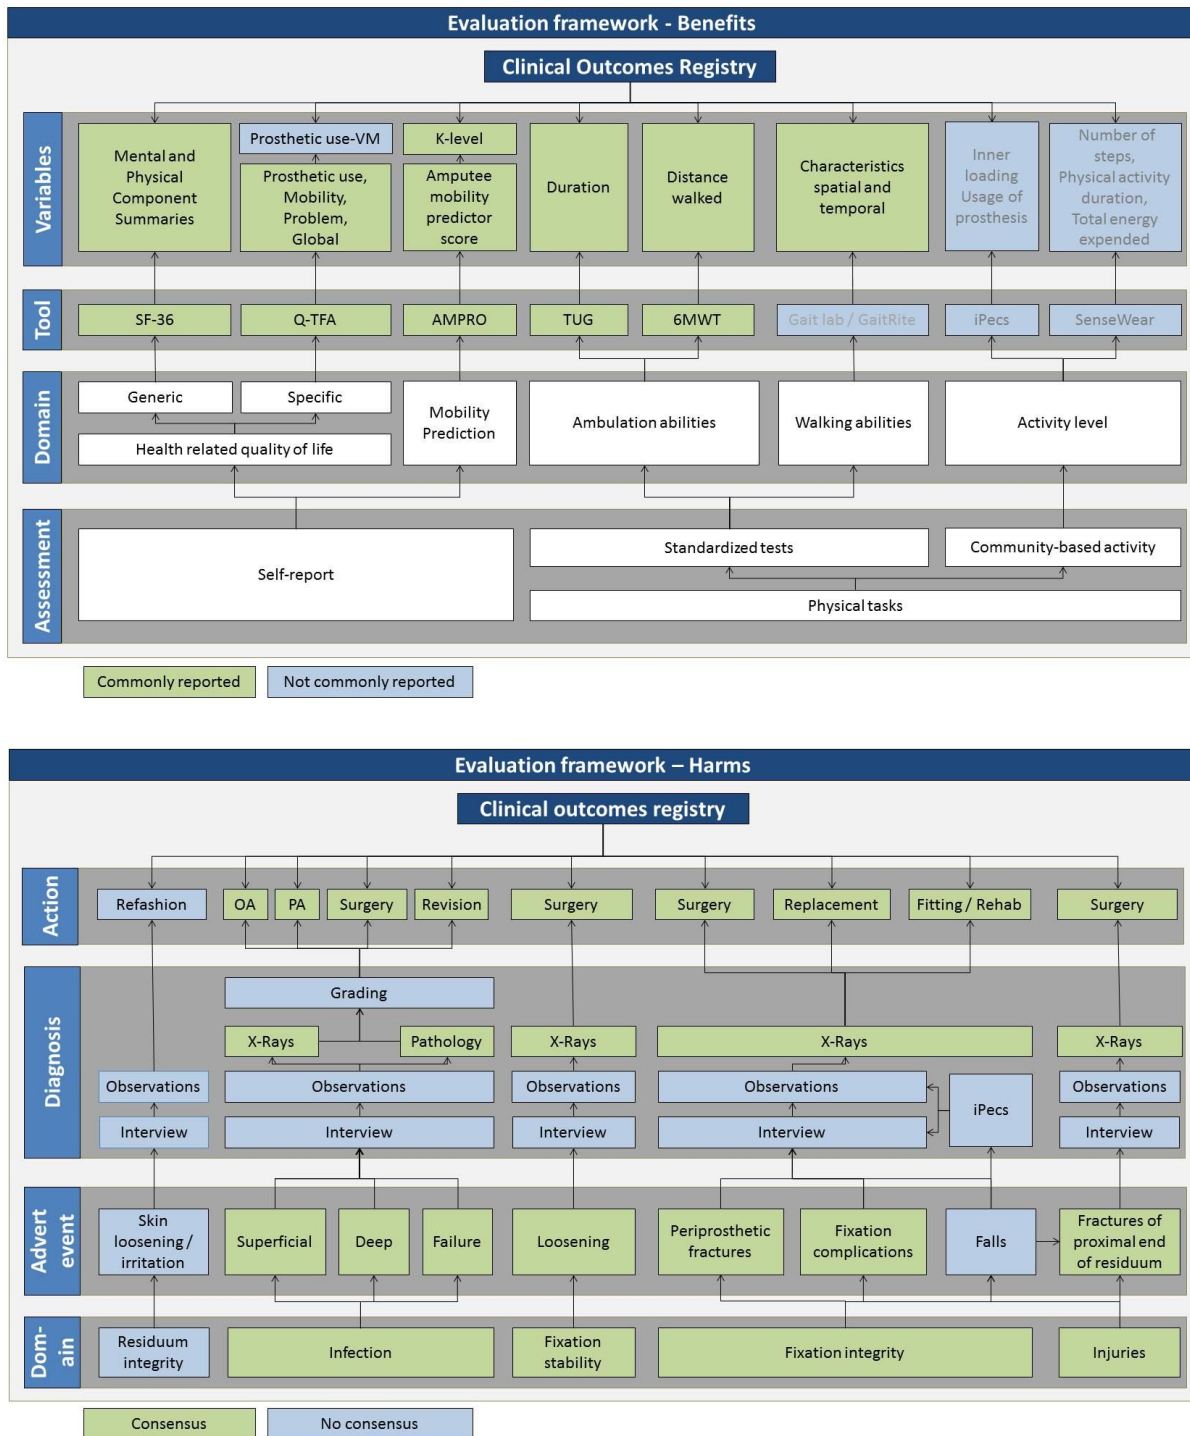 Evaluation framework - Benefits
Clinical Outcomes Registry
Variables
Mental and
Physical
Component
Summaries
Prosthetic use-VM
Prosthetic use,
Mobility,
Problem,
Global
K-level
Amputee
mobility
predictor
score
Duration
Distance
walked
Characteristics
spatial and
temporal
Inner
loading
Usage of
prosthesis
Number of
steps,
Physical activity
duration,
Total energy
expended
Tool
SF-36
Q-TFA
AMPRO
TUG
6MWT
Gait lab / GaitRite
iPecs
SenseWear
Domain
Generic
Specific
Health related quality of life
Mobility
Prediction
Ambulation abilities
Walking abilities
Activity level
Assessment
Self-report
Standardized tests
Community-based activity
Physical tasks
Commonly reported
Not commonly reported
Evaluation framework – Harms
Clinical outcomes registry
Action
Refashion
OA
PA
Surgery
Revision
Surgery
Surgery
Replacement
Fitting / Rehab
Surgery
Diagnosis
Grading
X-Rays
Pathology
X-Rays
X-Rays
X-Rays
Observations
Observations
Observations
Observations
iPecs
Observations
Interview
Interview
Interview
Interview
Interview
Advert
event
Skin
loosening /
irritation
Superficial
Deep
Failure
Loosening
Periprosthetic
fractures
Fixation
complications
Falls
Fractures of
proximal end
of residuum
Dom-
ain
Residuum
integrity
Infection
Fixation
stability
Fixation integrity
Injuries
Consensus
No consensus